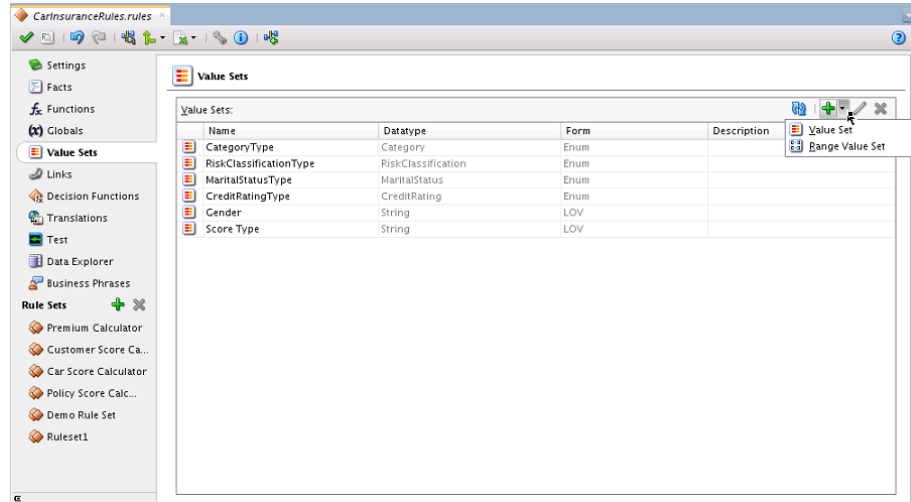 CarInsuranceRules.rules
Settings
Facts
Functions
Globals
Value Sets
Links
Decision Functions
Translations
Test
Data Explorer
Business Phrases
Rule Sets
Premium Calculator
Customer Score Ca...
Car Score Calculator
Policy Score Calc...
Demo Rule Set
Ruleset1
Value Sets
Value Sets:
Value Set
Range Value Set
Name Datatype Form Description
CategoryType Category Enum
RiskClassificationType RiskClassification Enum
MaritalStatusType MaritalStatus Enum
CreditRatingType CreditRating Enum
Gender String LOV
Score Type String LOV